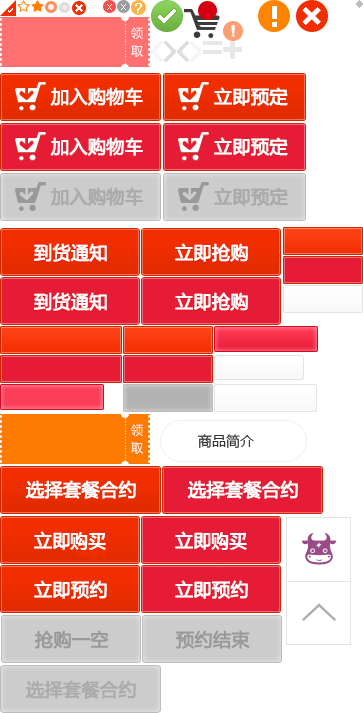 领
取
加入购物车
立即预定
加入购物车
立即预定
加入购物车
立即预定
到货通知
立即抢购
到货通知
立即抢购
领
取
商品简介
选择套餐合约
选择套餐合约
立即购买
立即购买
立即预约
立即预约
抢购一空
预约结束
选择套餐合约